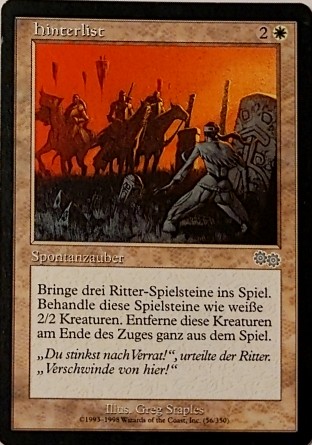 Hinterlist 2
Spontanzauber
Bringe drei Ritter-Spielsteine ins Spiel.
Behandle diese Spielsteine wie weiße
2/2 Kreaturen. Entferne diese Kreaturen
am Ende des Zuges ganz aus dem Spiel.
„Du stinkst nach Verrat!“, urteilte der Ritter.
„Verschwinde von hier!“
Illus. Greg Staples
©1993-1998 Wizards of the Coast, Inc. (56/350)